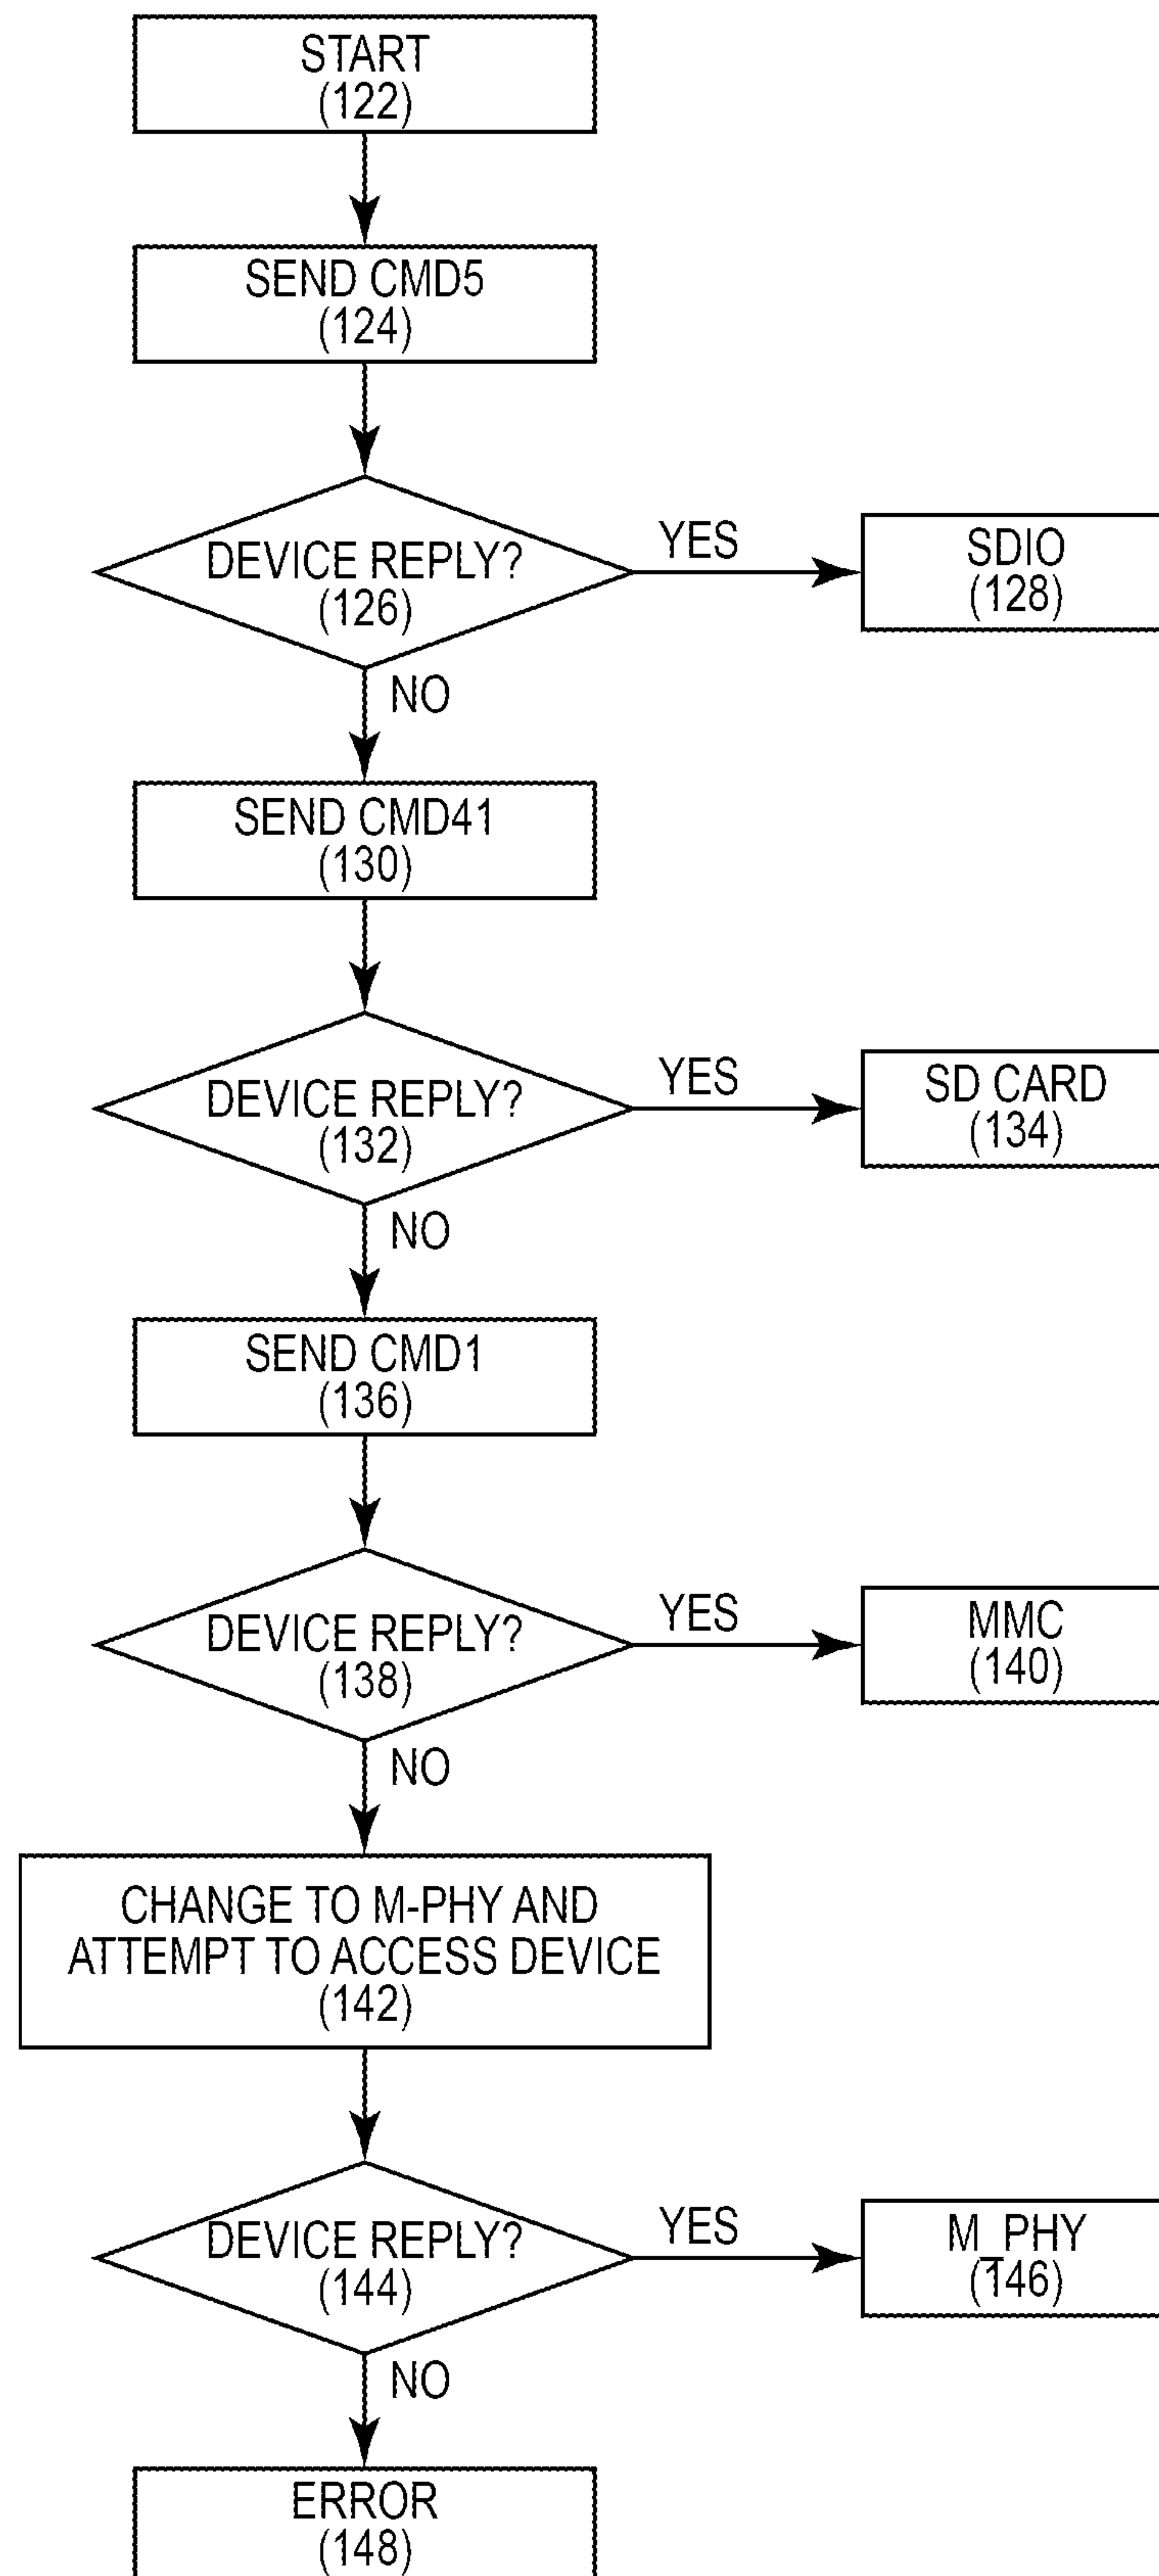 START
(122)
SEND CMD5
(124)
DEVICE REPLY?
(126)
YES
SDIO
(128)
NO
SEND CMD41
(130)
DEVICE REPLY?
(132)
YES
SD CARD
(134)
NO
SEND CMD1
(136)
DEVICE REPLY?
(138)
YES
MMC
(140)
NO
CHANGE TO M-PHY AND
ATTEMPT TO ACCESS DEVICE
(142)
DEVICE REPLY?
(144)
YES
M_PHY
(146)
NO
ERROR
(148)